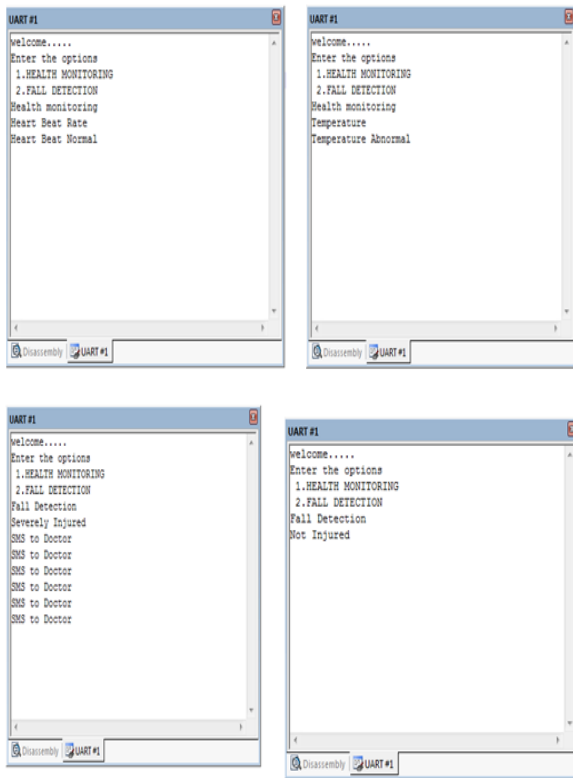 UART #1
welcome.....
Enter the options
1.HEALTH MONITORING
2.FALL DETECTION
Health monitoring
Heart Beat Rate
Heart Beat Normal
Disassembly UART #1
UART #1
welcome.....
Enter the options
1.HEALTH MONITORING
2.FALL DETECTION
Health monitoring
Temperature
Temperature Abnormal
Disassembly UART #1
UART #1
welcome.....
Enter the options
1.HEALTH MONITORING
2.FALL DETECTION
Fall Detection
Severely Injured
SMS to Doctor
SMS to Doctor
SMS to Doctor
SMS to Doctor
SMS to Doctor
SMS to Doctor
Disassembly UART #1
UART #1
welcome.....
Enter the options
1.HEALTH MONITORING
2.FALL DETECTION
Fall Detection
Not Injured
Disassembly UART #1